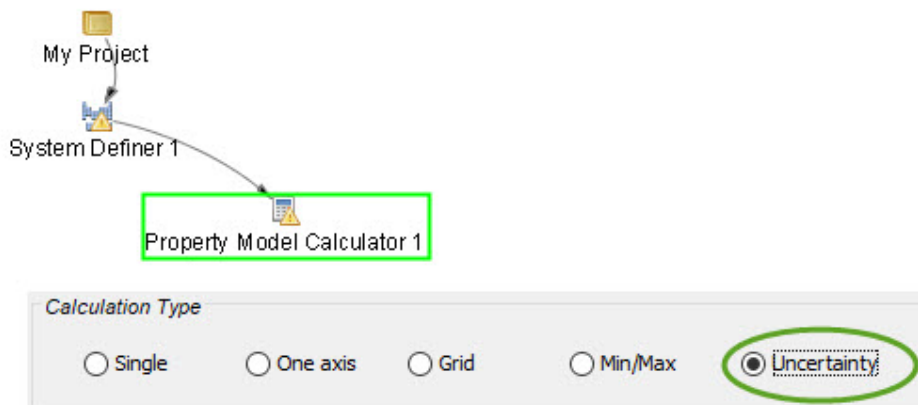 My Project
System Definer 1
Property Model Calculator 1
Calculation Type
Single One axis Grid Min/Max Uncertainty